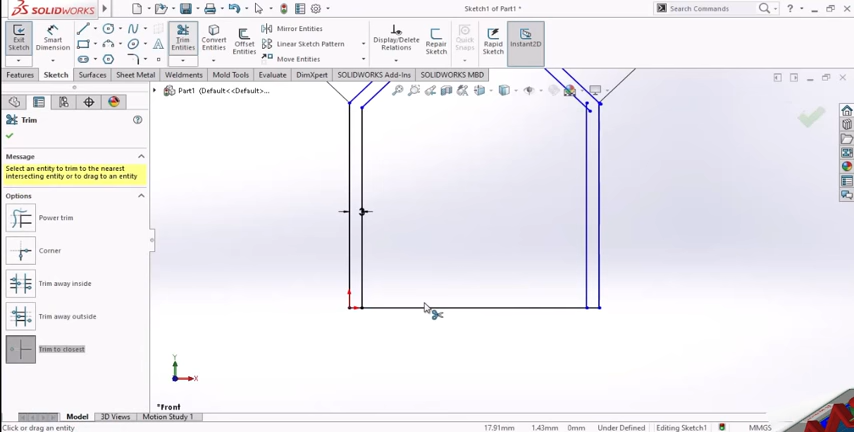 SOLIDWORKS
Sketch1 of Part1 *
Search Commands
Exit Sketch
Smart Dimension
Trim Entities
Convert Entities
Offset Entities
Mirror Entities
Linear Sketch Pattern
Move Entities
Display/Delete Relations
Repair Sketch
Quick Snaps
Rapid Sketch
Instant2D
Features
Sketch
Surfaces
Sheet Metal
Weldments
Mold Tools
Evaluate
DimXpert
SOLIDWORKS Add-Ins
SOLIDWORKS MBD
Part1 (Default<<Default>...
Trim
Message
Select an entity to trim to the nearest
intersecting entity or to drag to an entity
Options
Power trim
Corner
Trim away inside
Trim away outside
Trim to closest
3
Y
X
*Front
Model
3D Views
Motion Study 1
Click or drag an entity
17.91mm
1.43mm
0mm
Under Defined
Editing Sketch1
MMGS